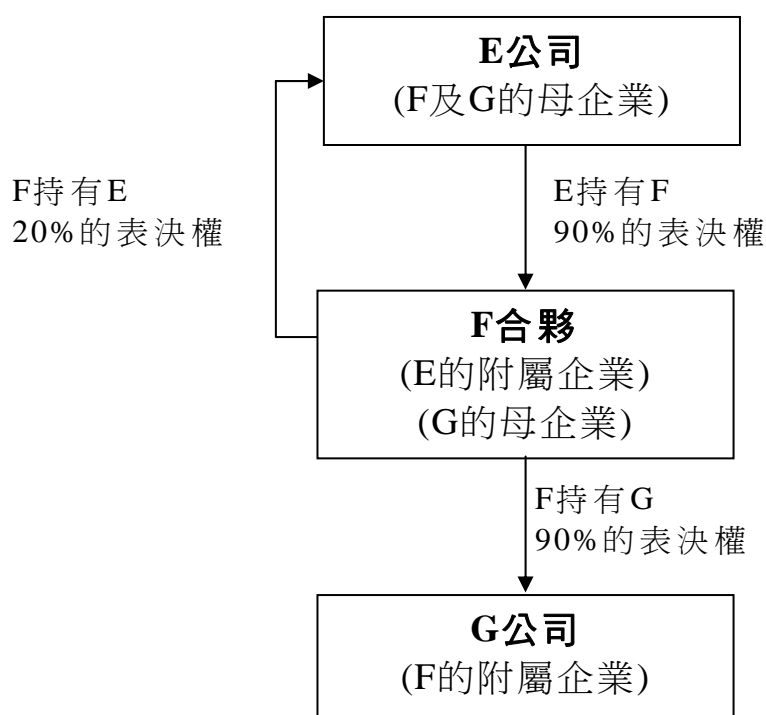 E公司
(F及G的母企業)
F持有E
20%的表決權
E持有F
90%的表決權
F合夥
(E的附屬企業)
(G的母企業)
F持有G
90%的表決權
G公司
(F的附屬企業)